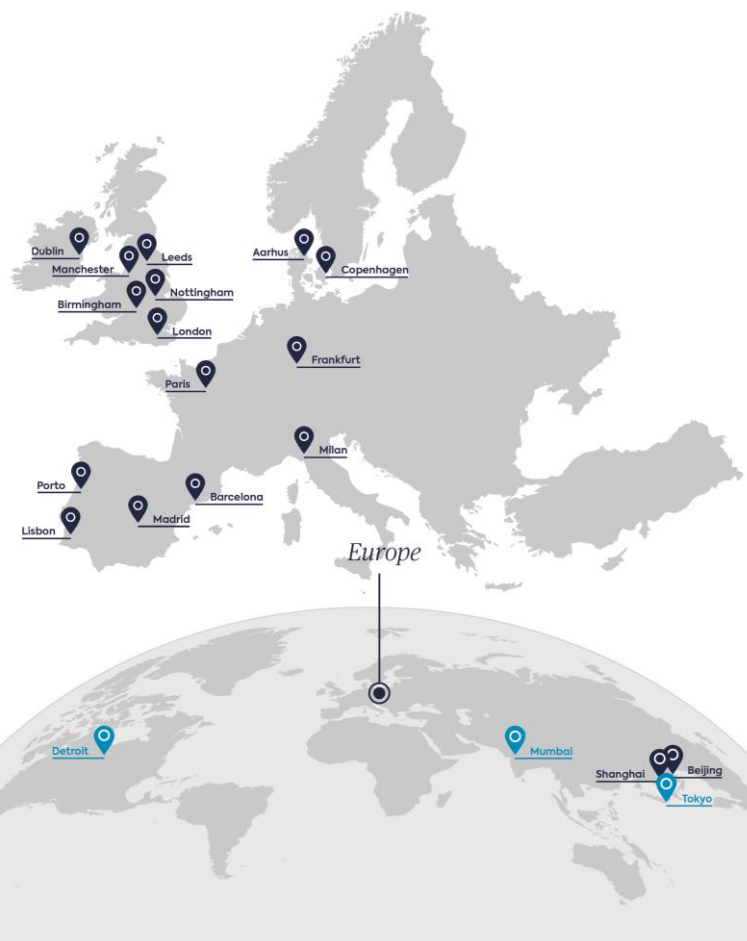 Dublin
Leeds
Manchester
Nottingham
Birmingham
London
Aarhus
Copenhagen
Frankfurt
Paris
Milan
Porto
Barcelona
Madrid
Lisbon
Europe
Detroit
Mumbai
Shanghai
Beijing
Tokyo